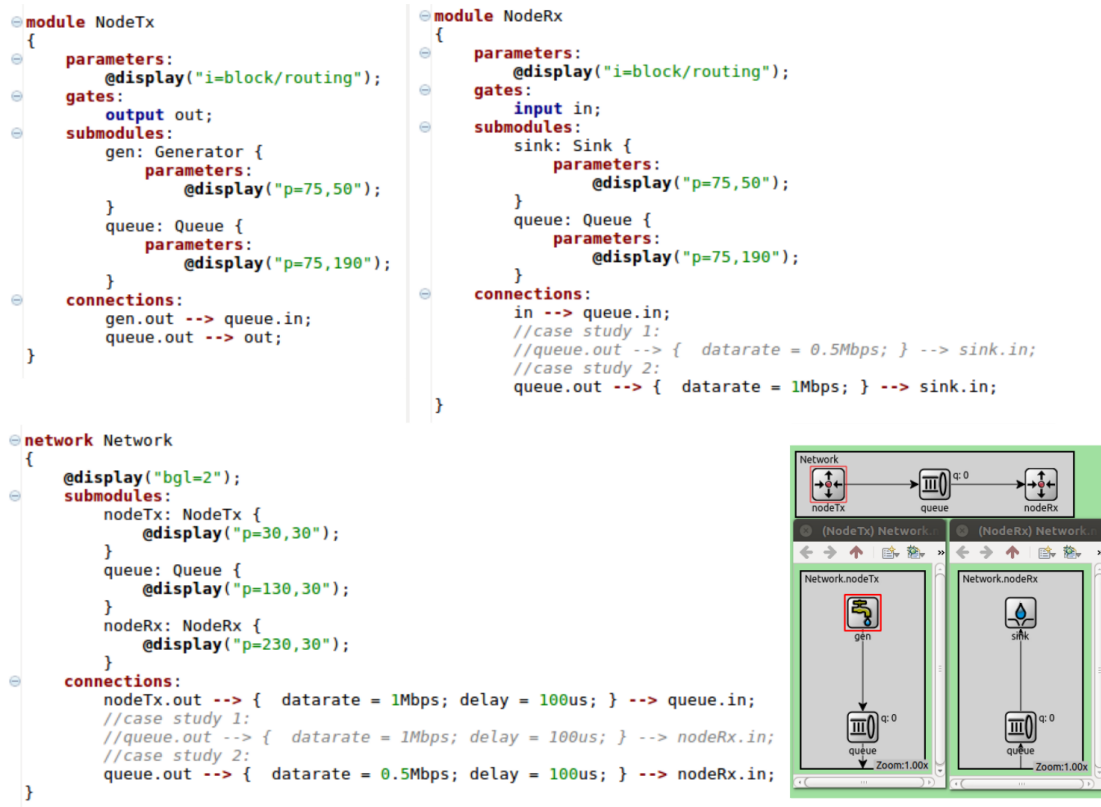 module NodeTx
{
    parameters:
        @display("i=block/routing");
    gates:
        output out;
    submodules:
        gen: Generator {
            parameters:
                @display("p=75,50");
        }
        queue: Queue {
            parameters:
                @display("p=75,190");
        }
    connections:
        gen.out --> queue.in;
        queue.out --> out;
}
module NodeRx
{
    parameters:
        @display("i=block/routing");
    gates:
        input in;
    submodules:
        sink: Sink {
            parameters:
                @display("p=75,50");
        }
        queue: Queue {
            parameters:
                @display("p=75,190");
        }
    connections:
        in --> queue.in;
        //case study 1:
        //queue.out --> {  datarate = 0.5Mbps; } --> sink.in;
        //case study 2:
        queue.out --> {  datarate = 1Mbps; } --> sink.in;
}
network Network
{
    @display("bgl=2");
    submodules:
        nodeTx: NodeTx {
            @display("p=30,30");
        }
        queue: Queue {
            @display("p=130,30");
        }
        nodeRx: NodeRx {
            @display("p=230,30");
        }
    connections:
        nodeTx.out --> {  datarate = 1Mbps; delay = 100us; } --> queue.in;
        //case study 1:
        //queue.out --> {  datarate = 1Mbps; delay = 100us; } --> nodeRx.in;
        //case study 2:
        queue.out --> {  datarate = 0.5Mbps; delay = 100us; } --> nodeRx.in;
}
Network
q: 0
nodeTx queue nodeRx
(NodeTx) Network.
»
Network.nodeTx
gen
q: 0
queue
Zoom:1.00x
(NodeRx) Network.
»
Network.nodeRx
sink
q: 0
queue
Zoom:1.00x